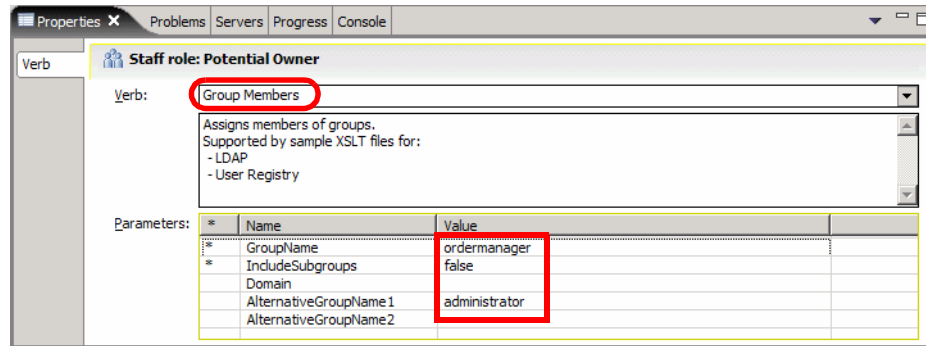 Properties Problems Servers Progress Console
Verb
Staff role: Potential Owner
Verb: Group Members
Assigns members of groups.
Supported by sample XSLT files for:
- LDAP
- User Registry
Parameters: * Name Value
* GroupName ordermanager
* IncludeSubgroups false
Domain
AlternativeGroupName1 administrator
AlternativeGroupName2